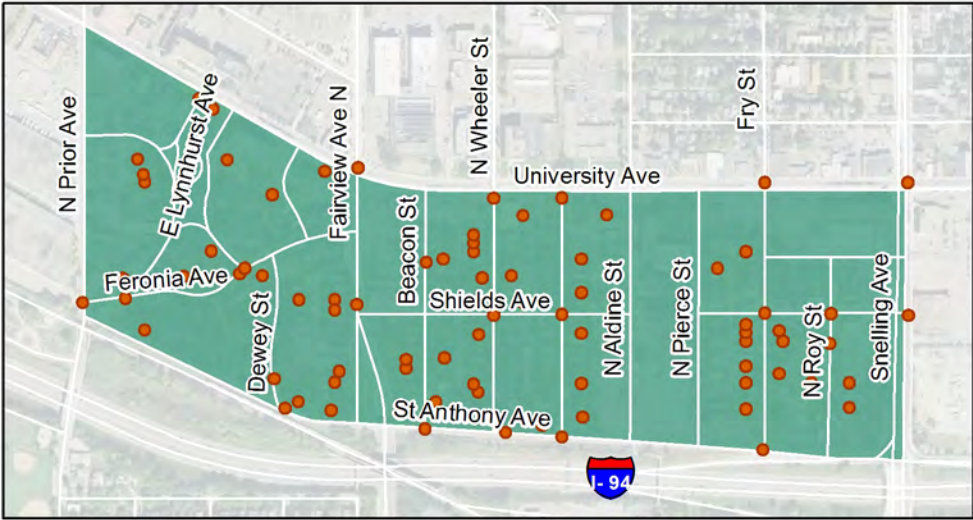 N Prior Ave
E Lynnhurst Ave
Fairview Ave N
N Wheeler St
Fry St
University Ave
Beacon St
Feronia Ave
Shields Ave
Dewey St
N Aldine St
N Pierce St
N Roy St
Snelling Ave
St Anthony Ave
I- 94